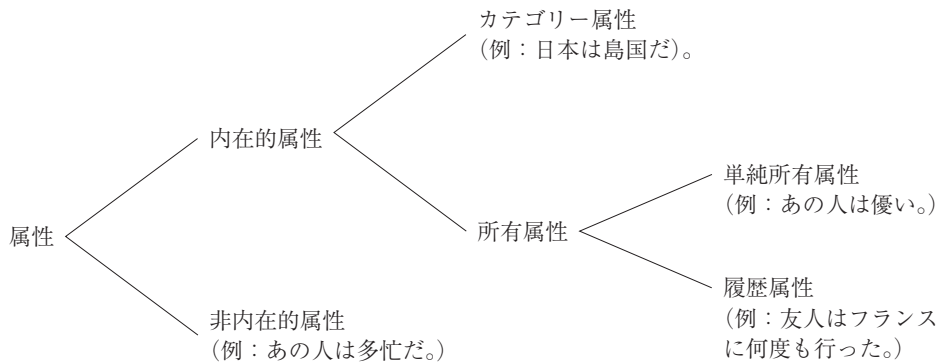 カテゴリー属性
（例：日本は島国だ）。
内在的属性
単純所有属性
（例：あの人は優い。）
所有属性
属性
履歴属性
（例：友人はフランス
に何度も行った。）
非内在的属性
（例：あの人は多忙だ。）